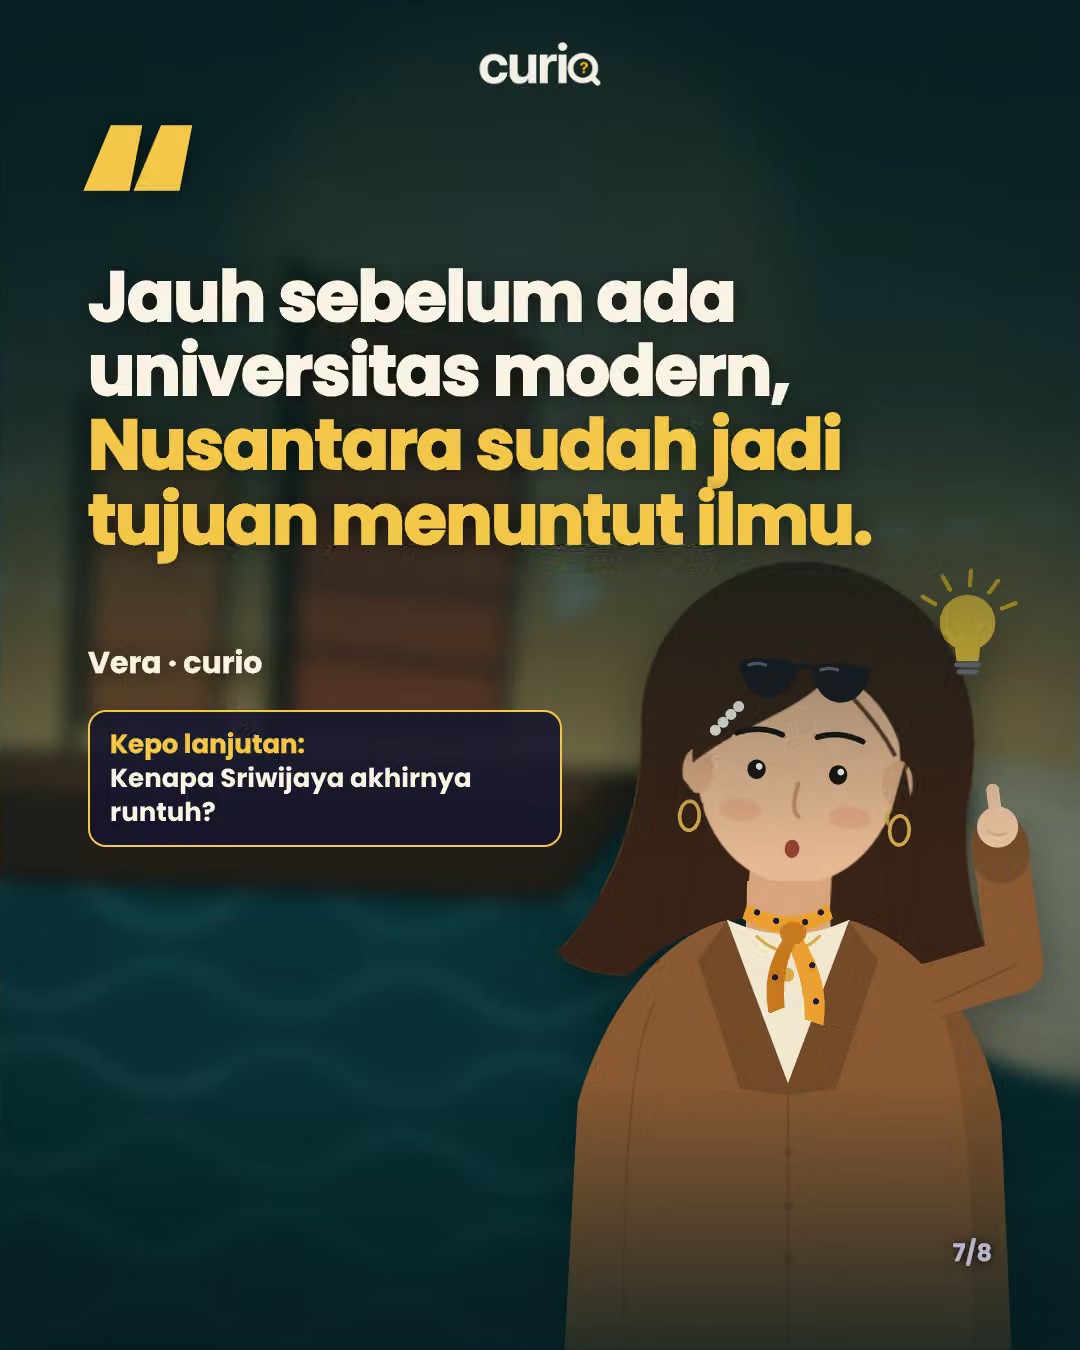 curio
Jauh sebelum ada
universitas modern,
Nusantara sudah jadi
tujuan menuntut ilmu.
Vera · curio
Kepo lanjutan:
Kenapa Sriwijaya akhirnya
runtuh?
7/8